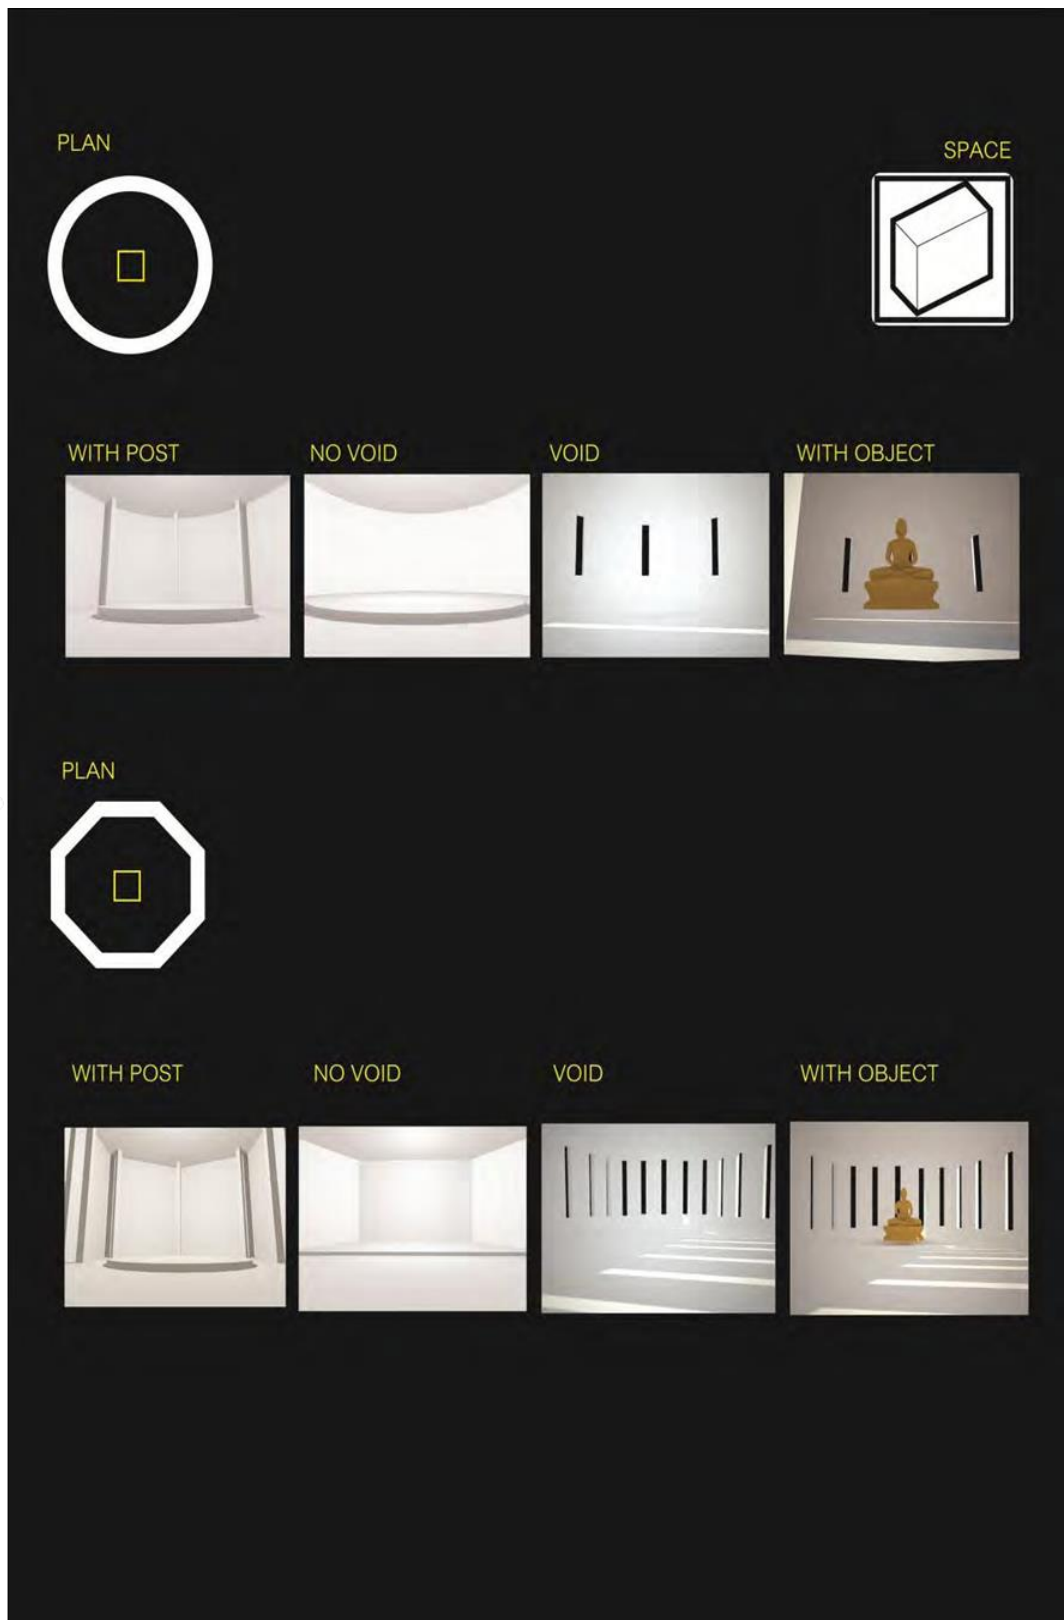 PLAN
SPACE
WITH POST
NO VOID
VOID
WITH OBJECT
PLAN
WITH POST
NO VOID
VOID
WITH OBJECT